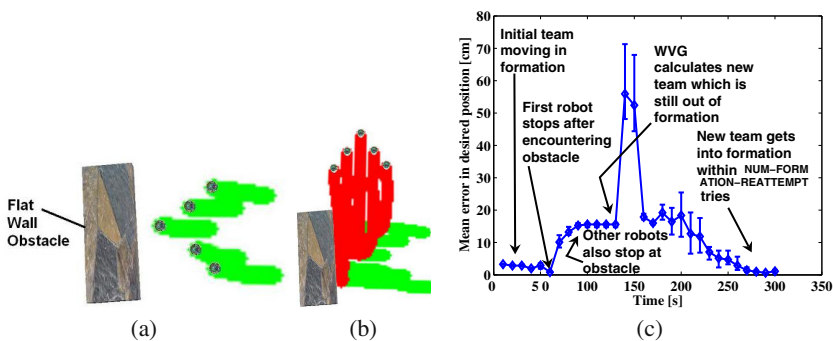 Flat
Wall
Obstacle
(a)
(b)
Mean error in desired position [cm]
80
70
60
50
40
30
20
10
0
Initial team
moving in
formation
First robot
stops after
encountering
obstacle
WVG
calculates new
team which is
still out of
formation
New team gets
into formation
within NUM–FORM
ATION–REATTEMPT
tries
Other robots
also stop at
obstacle
0 50 100 150 200 250 300 350
Time [s]
(c)